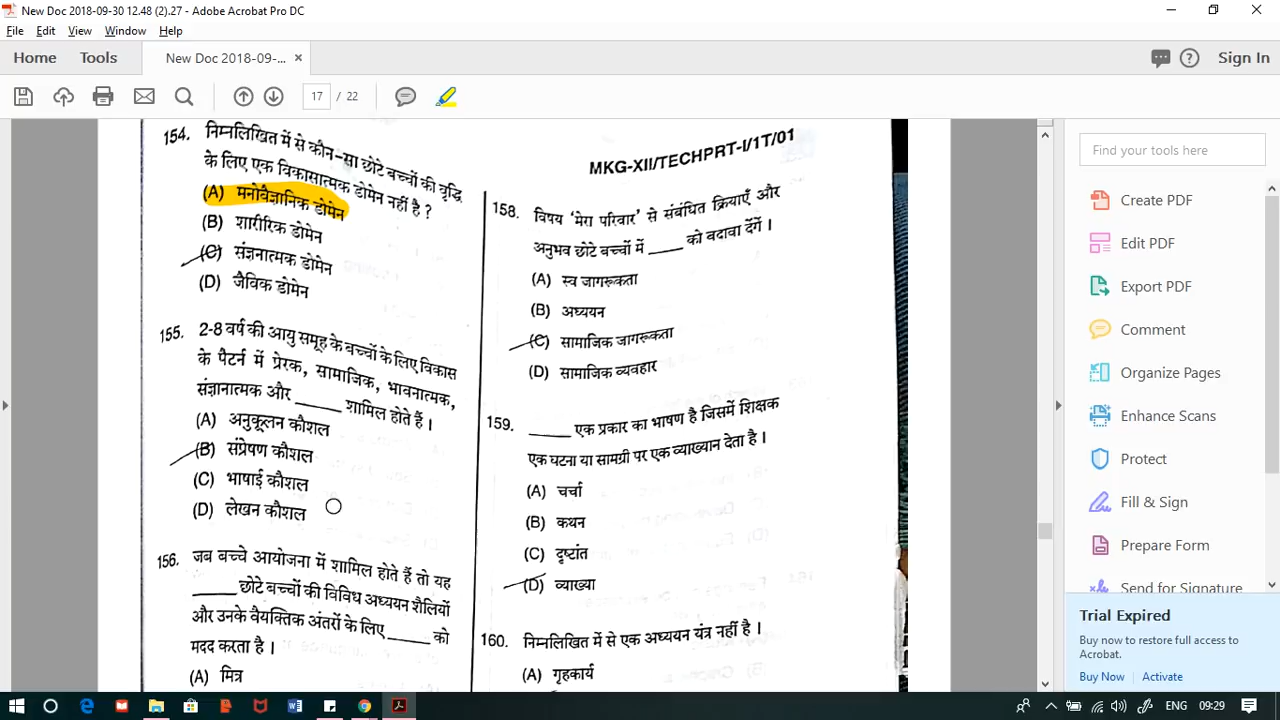 New Doc 2018-09-30 12.48 (2).27 - Adobe Acrobat Pro DC
File Edit View Window Help
Home Tools New Doc 2018-09-... × Sign In
17 / 22
154. निम्नलिखित में से कौन-सा छोटे बच्चों की वृद्धि
के लिए एक विकासात्मक डोमेन नहीं है ?
(A) मनोवैज्ञानिक डोमेन
(B) शारीरिक डोमेन
(C) संज्ञनात्मक डोमेन
(D) जैविक डोमेन
155. 2-8 वर्ष की आयु समूह के बच्चों के लिए विकास
के पैटर्न में प्रेरक, सामाजिक, भावनात्मक,
संज्ञानात्मक और _____ शामिल होते हैं ।
(A) अनुकूलन कौशल
(B) संप्रेषण कौशल
(C) भाषाई कौशल
(D) लेखन कौशल
156. जब बच्चे आयोजना में शामिल होते हैं तो यह
_____ छोटे बच्चों की विविध अध्ययन शैलियों
और उनके वैयक्तिक अंतरों के लिए _____ को
मदद करता है ।
(A) मित्र
MKG-XII/TECHPRT-I/1T/01
158. विषय 'मेरा परिवार' से संबंधित क्रियाएँ और
अनुभव छोटे बच्चों में _____ को बदावा देंगें ।
(A) स्व जागरूकता
(B) अध्ययन
(C) सामाजिक जागरूकता
(D) सामाजिक व्यवहार
159. _____ एक प्रकार का भाषण है जिसमें शिक्षक
एक घटना या सामग्री पर एक व्याख्यान देता है ।
(A) चर्चा
(B) कथन
(C) दृष्टांत
(D) व्याख्या
160. निम्नलिखित में से एक अध्ययन यंत्र नहीं है ।
(A) गृहकार्य
Find your tools here
Create PDF
Edit PDF
Export PDF
Comment
Organize Pages
Enhance Scans
Protect
Fill & Sign
Prepare Form
Send for Signature
Trial Expired
Buy now to restore full access to
Acrobat.
Buy Now Activate
ENG 09:29